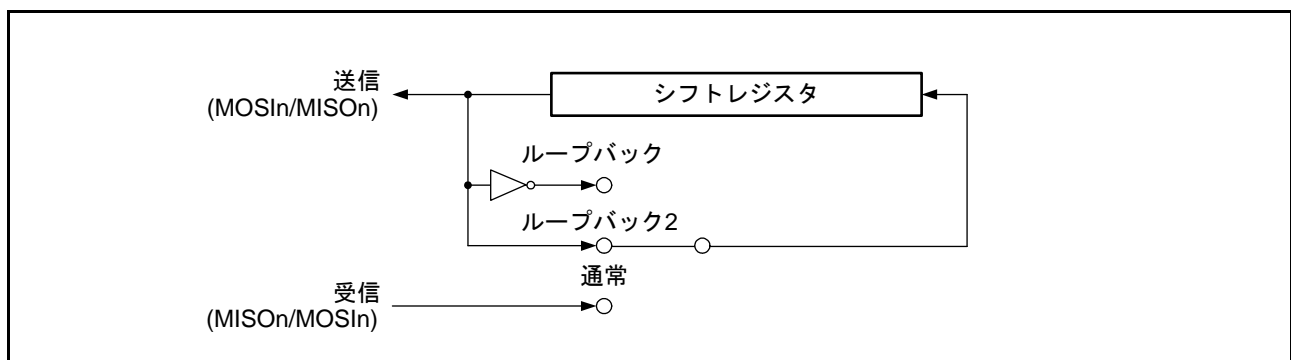 送信
(MOSIn/MISOn)
シフトレジスタ
ループバック
ループバック2
通常
受信
(MISOn/MOSIn)